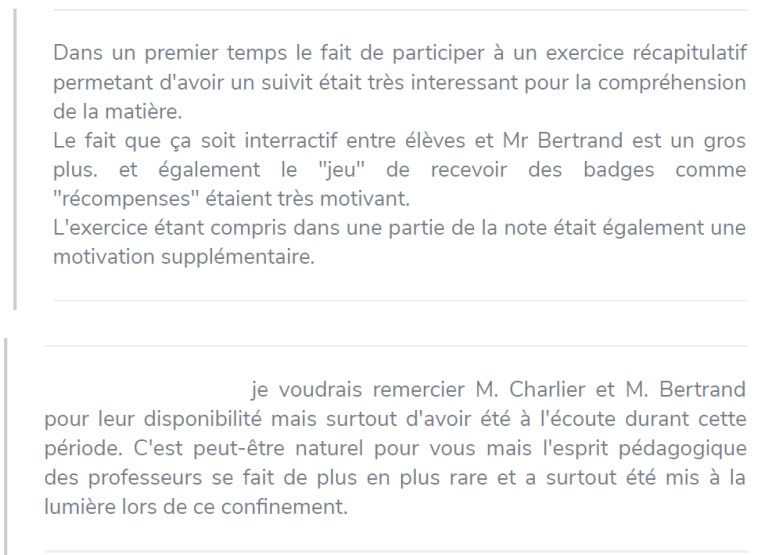 Dans un premier temps le fait de participer à un exercice récapitulatif
permetant d'avoir un suivit était très interessant pour la compréhension
de la matière.
Le fait que ça soit interractif entre élèves et Mr Bertrand est un gros
plus. et également le "jeu" de recevoir des badges comme
"récompenses" étaient très motivant.
L'exercice étant compris dans une partie de la note était également une
motivation supplémentaire.
je voudrais remercier M. Charlier et M. Bertrand
pour leur disponibilité mais surtout d'avoir été à l'écoute durant cette
période. C'est peut-être naturel pour vous mais l'esprit pédagogique
des professeurs se fait de plus en plus rare et a surtout été mis à la
lumière lors de ce confinement.